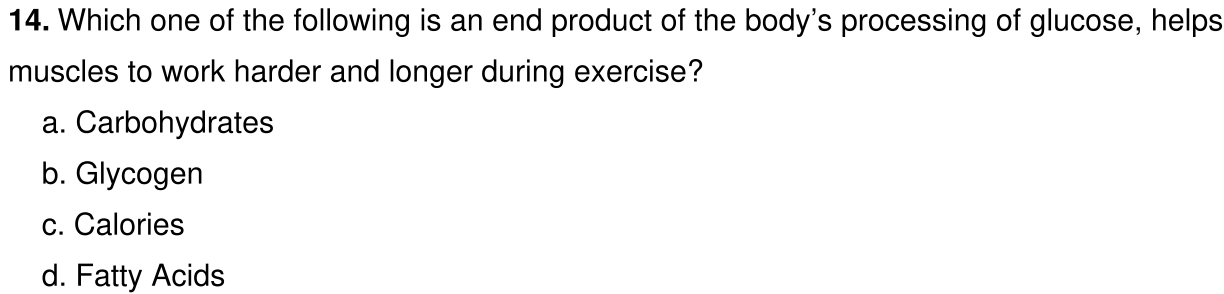 14. Which one of the following is an end product of the body’s processing of glucose, helps
muscles to work harder and longer during exercise?
a. Carbohydrates
b. Glycogen
c. Calories
d. Fatty Acids